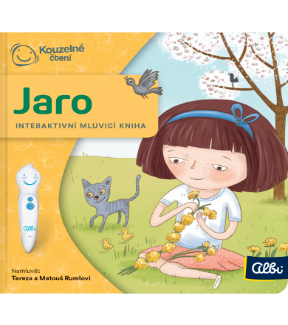 Kouzelné
čtení
Jaro
INTERAKTIVNÍ MLUVICÍ KNIHA
Namluvili:
Tereza a Matouš Rumlovi
Albi